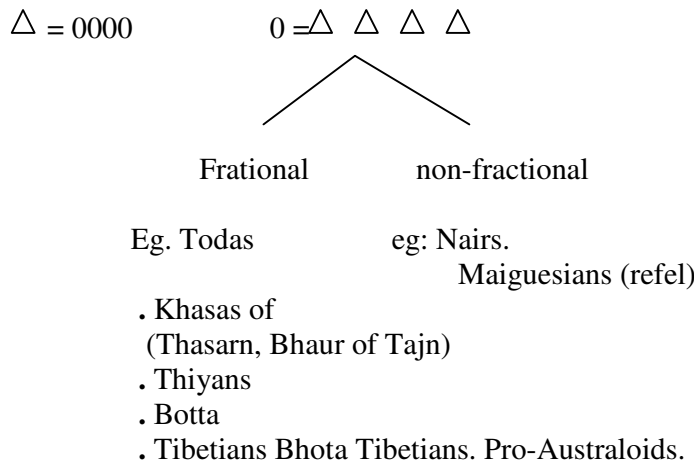 △ = 0000 0 = △ △ △ △
Frational non-fractional
Eg. Todas eg: Nairs.
Maiguesians (refel)
. Khasas of
(Thasarn, Bhaur of Tajn)
. Thiyans
. Botta
. Tibetians Bhota Tibetians. Pro-Australoids.